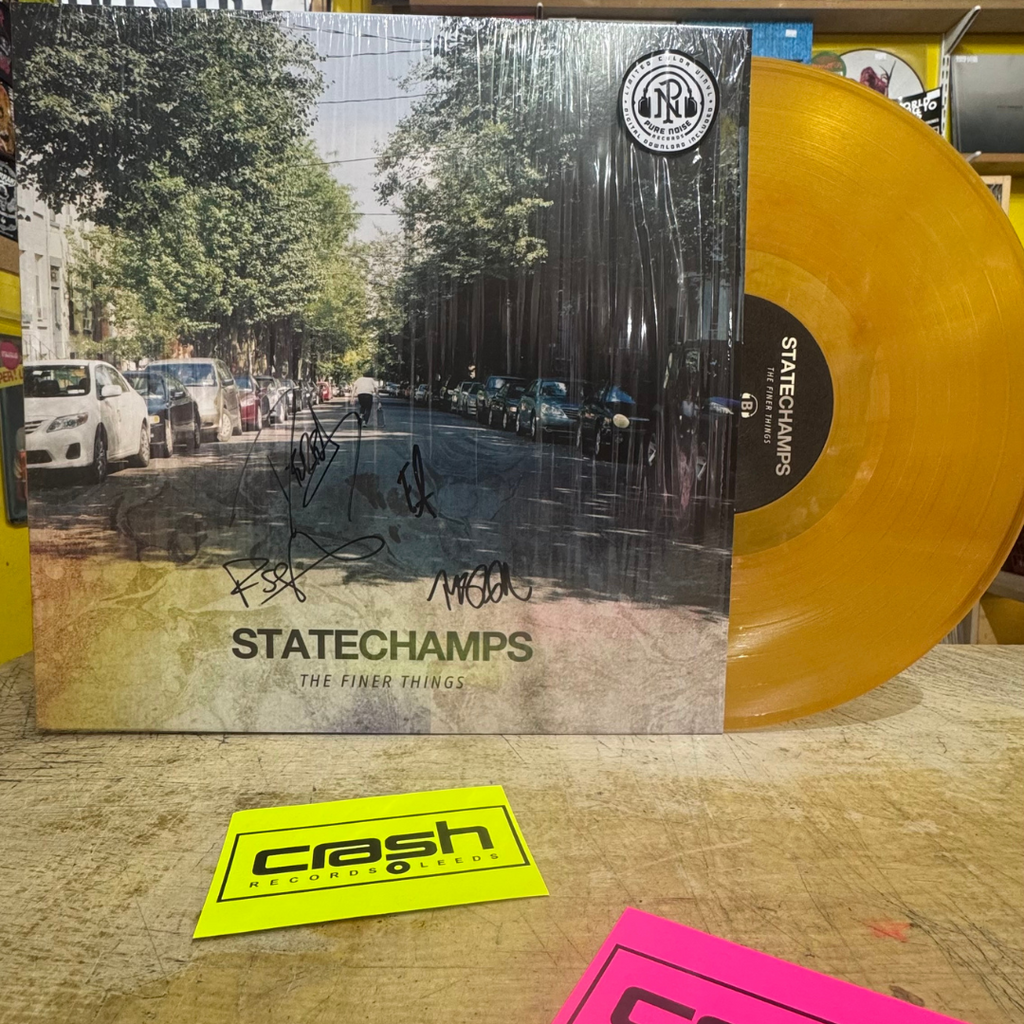 LIMITED COLOR VINYL
PURE NOISE
RECORDS
DIGITAL DOWNLOAD INCLUDED
STATECHAMPS
THE FINER THINGS
B
STATECHAMPS
THE FINER THINGS
crash
RECORDS LEEDS